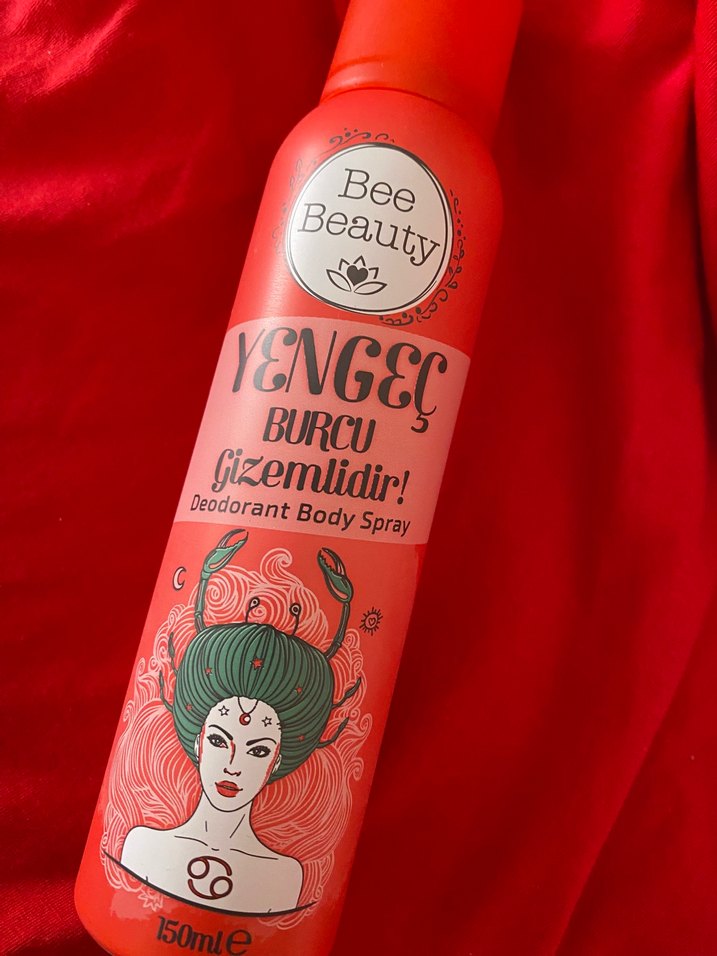 Bee
Beauty
YENGEÇ
BURCU
Gizemlidir!
Deodorant Body Spray
150ml e